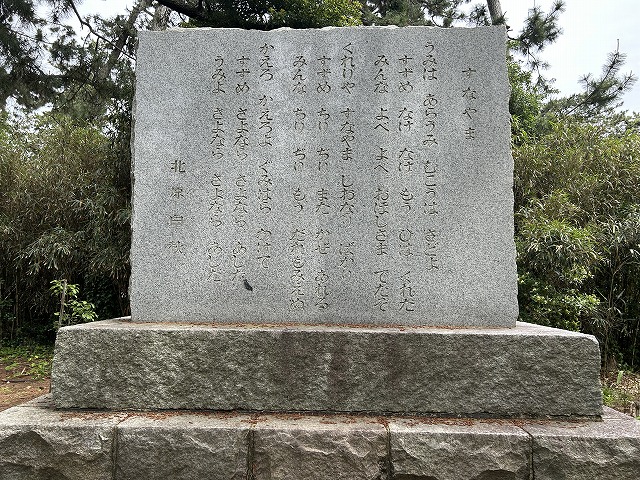 すなやま
うみは あらうみ むこうは さどよ
すずめ なけ なけ もう ひは くれた
みんな よべ よべ おほしさま でたぞ
くれりゃ すなやま しおなり ばかり
すずめ ちり ぢり また かぜ あれる
みんな ちり ぢり もう だれもみえぬ
かえろ かえろよ ぐみはら わけて
すずめ さよなら さよなら あした
うみよ さよなら さよなら あした
北原白秋